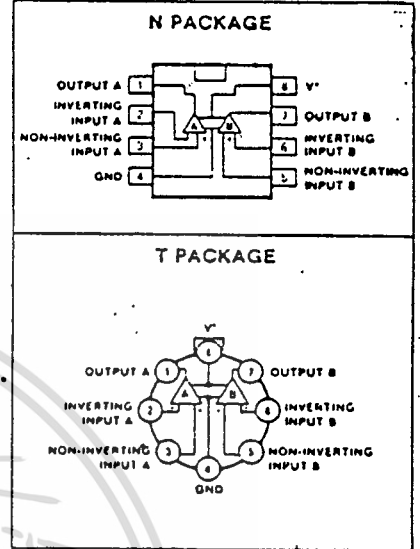 N PACKAGE
OUTPUT A 1
8 V+
INVERTING
INPUT A 2
7 OUTPUT B
NON-INVERTING
INPUT A 3
6 INVERTING
INPUT B
GND 4
5 NON-INVERTING
INPUT B
A B
T PACKAGE
V+
8
OUTPUT A 1
7 OUTPUT B
A B
INVERTING
INPUT A 2
6 INVERTING
INPUT B
NON-INVERTING
INPUT A 3
5 NON-INVERTING
INPUT B
4
GND